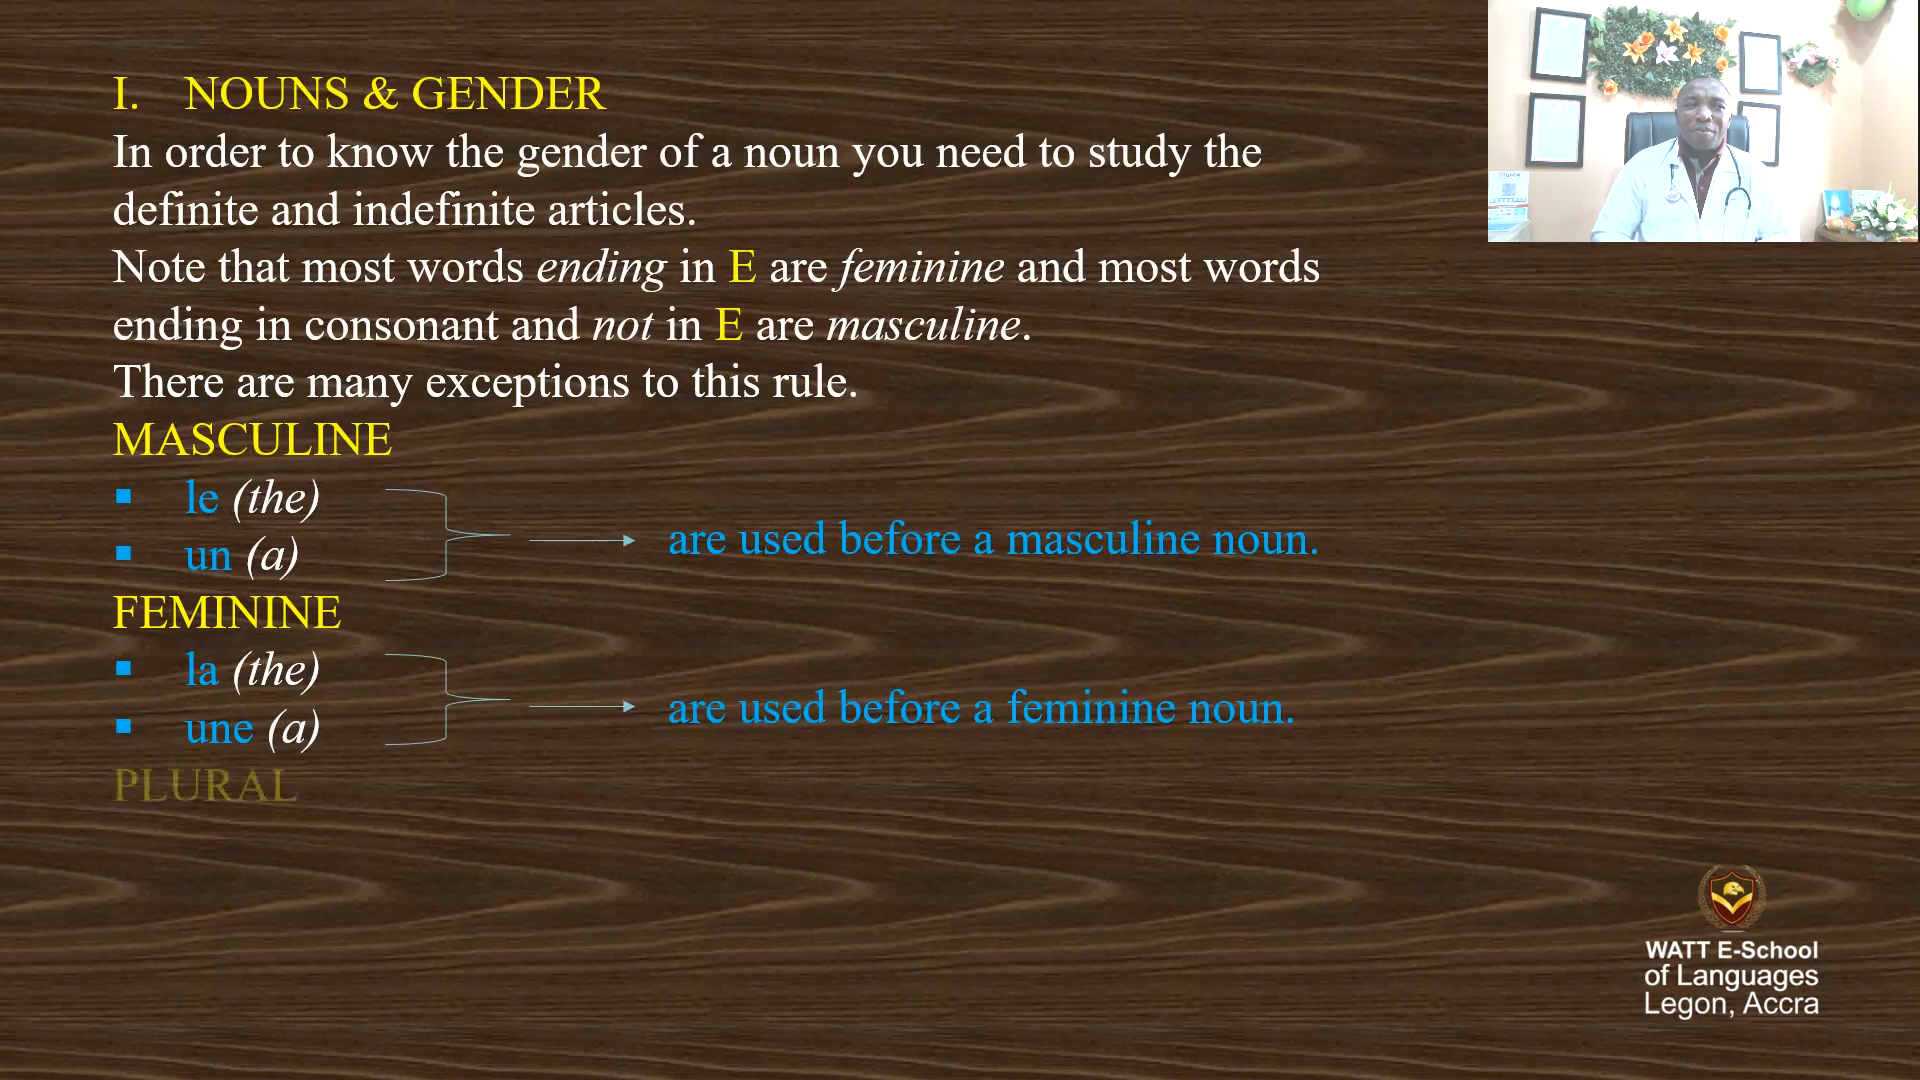 I. NOUNS & GENDER
In order to know the gender of a noun you need to study the
definite and indefinite articles.
Note that most words ending in E are feminine and most words
ending in consonant and not in E are masculine.
There are many exceptions to this rule.
MASCULINE
▪ le (the)
▪ un (a)
are used before a masculine noun.
FEMININE
▪ la (the)
▪ une (a)
are used before a feminine noun.
PLURAL
WATT E-School
of Languages
Legon, Accra